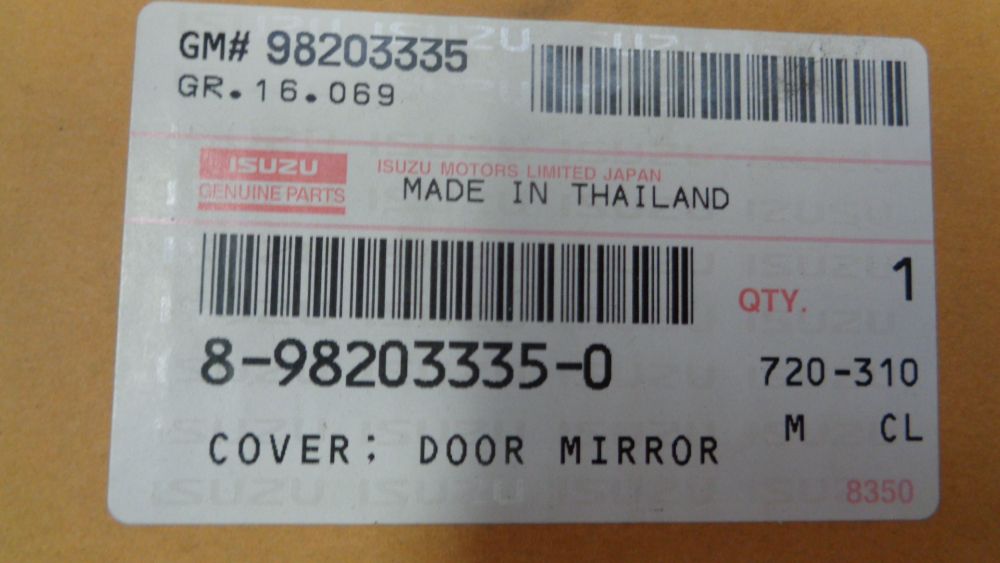 GM# 98203335
GR.16.069
ISUZU
GENUINE PARTS
ISUZU MOTORS LIMITED JAPAN
MADE IN THAILAND
QTY. 1
8-98203335-0
720-310
M CL
COVER; DOOR MIRROR
8350